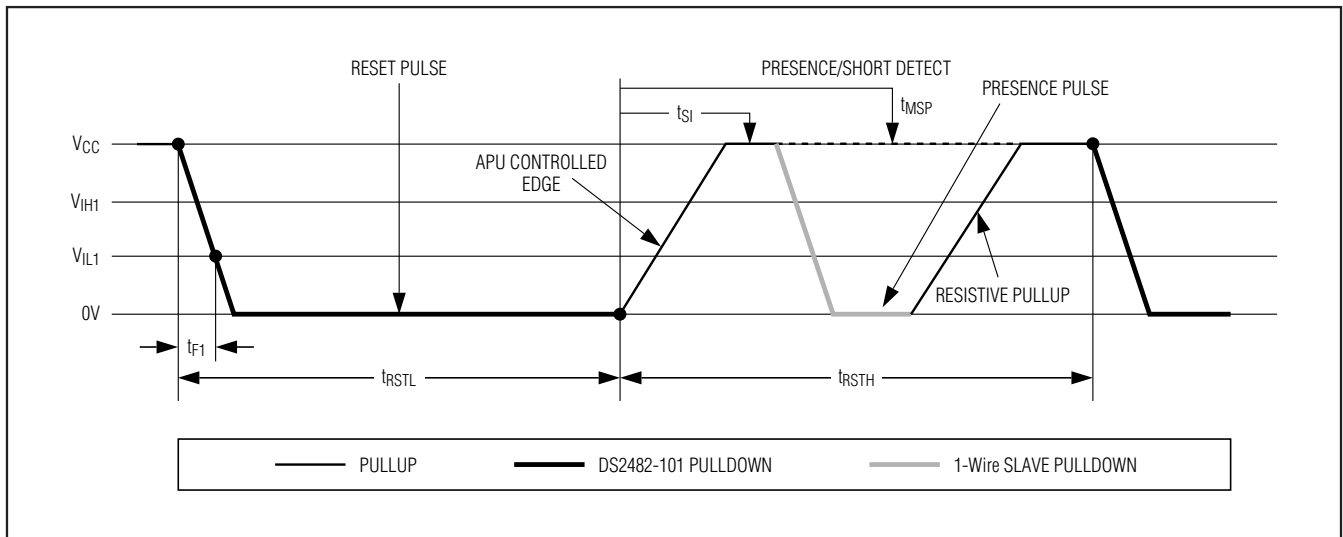 RESET PULSE
PRESENCE/SHORT DETECT
PRESENCE PULSE
tMSP
tSI
VCC
APU CONTROLLED
EDGE
VIH1
VIL1
RESISTIVE PULLUP
0V
tF1
tRSTL
tRSTH
PULLUP
DS2482-101 PULLDOWN
1-Wire SLAVE PULLDOWN